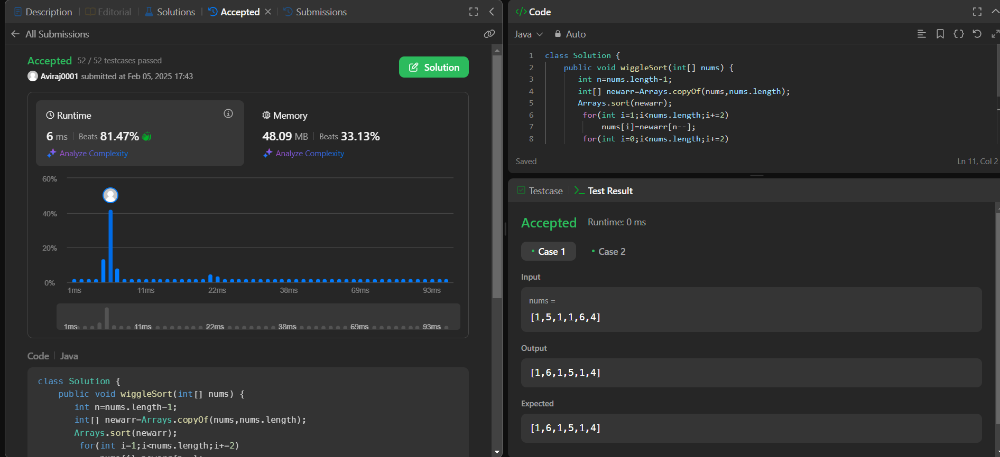 Description
Editorial
Solutions
Accepted
Submissions
All Submissions
Accepted 52 / 52 testcases passed
Aviraj0001 submitted at Feb 05, 2025 17:43
Solution
Runtime
6 ms Beats 81.47%
Analyze Complexity
Memory
48.09 MB Beats 33.13%
Analyze Complexity
60%
40%
20%
0%
1ms 11ms 22ms 38ms 69ms 93ms
1ms 11ms 22ms 38ms 69ms 93ms
Code Java
class Solution {
public void wiggleSort(int[] nums) {
int n=nums.length-1;
int[] newarr=Arrays.copyOf(nums,nums.length);
Arrays.sort(newarr);
for(int i=1;i<nums.length;i+=2)
</> Code
Java
Auto
1 class Solution {
2 public void wiggleSort(int[] nums) {
3 int n=nums.length-1;
4 int[] newarr=Arrays.copyOf(nums,nums.length);
5 Arrays.sort(newarr);
6 for(int i=1;i<nums.length;i+=2)
7 nums[i]=newarr[n--];
8 for(int i=0;i<nums.length;i+=2)
Saved
Ln 11, Col 2
Testcase
Test Result
Accepted Runtime: 0 ms
Case 1
Case 2
Input
nums =
[1,5,1,1,6,4]
Output
[1,6,1,5,1,4]
Expected
[1,6,1,5,1,4]